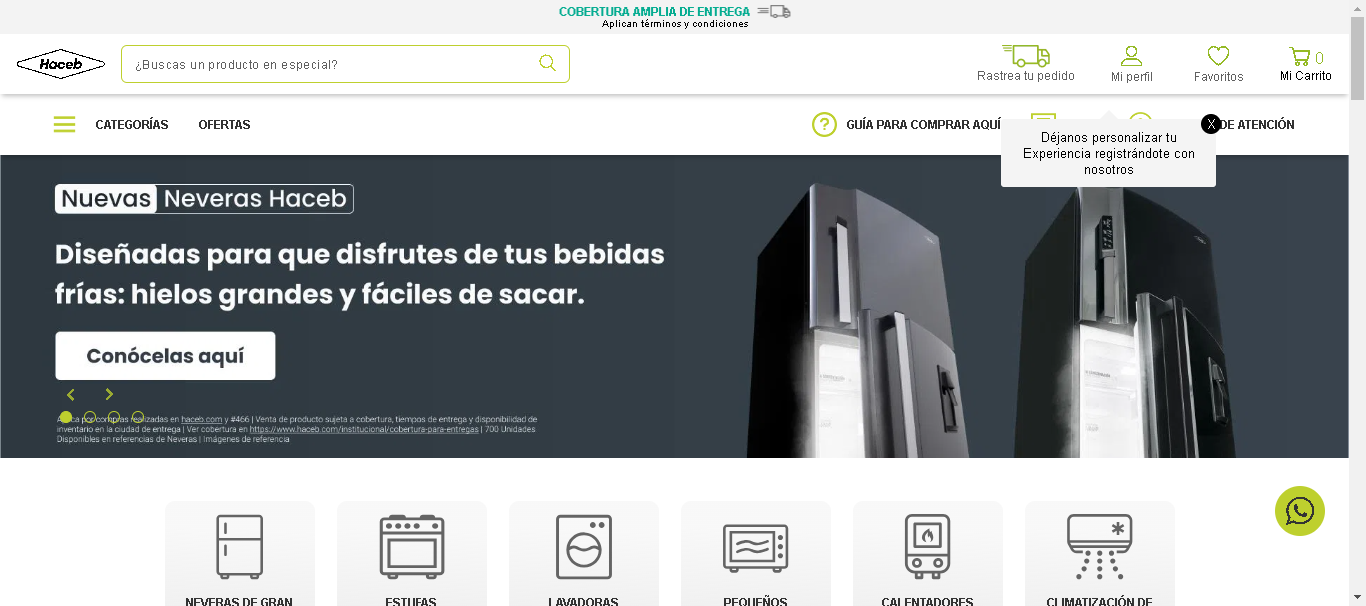 COBERTURA AMPLIA DE ENTREGA
Aplican términos y condiciones
Haceb
¿Buscas un producto en especial?
Rastrea tu pedido
Mi perfil
Favoritos
0
Mi Carrito
CATEGORÍAS
OFERTAS
?
GUÍA PARA COMPRAR AQUÍ
DE ATENCIÓN
X
Déjanos personalizar tu
Experiencia registrándote con
nosotros
Nuevas Neveras Haceb
Diseñadas para que disfrutes de tus bebidas
frías: hielos grandes y fáciles de sacar.
Conócelas aquí
Aplica por compras realizadas en haceb.com y #466 | Venta de producto sujeta a cobertura, tiempos de entrega y disponibilidad de
inventario en la ciudad de entrega | Ver cobertura en https://www.haceb.com/institucional/cobertura-para-entregas | 700 Unidades
Disponibles en referencias de Neveras | Imágenes de referencia
NEVERAS DE GRAN
ESTUFAS
LAVADORAS
PEQUEÑOS
CALENTADORES
CLIMATIZACIÓN DE